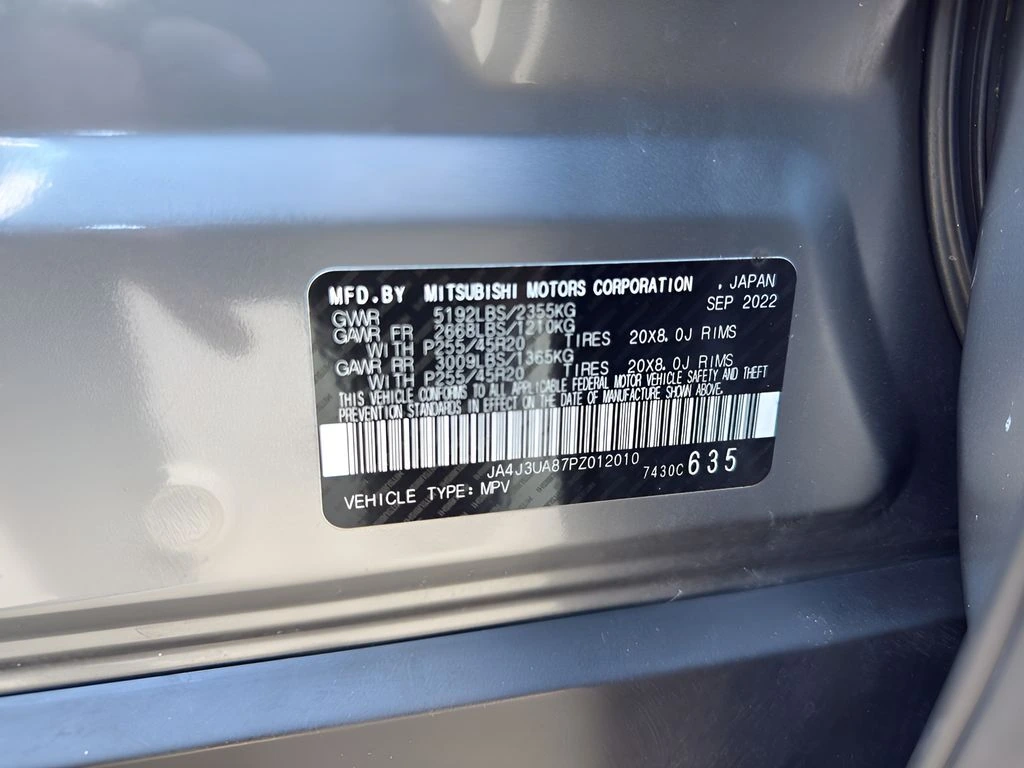 MFD.BY MITSUBISHI MOTORS CORPORATION , JAPAN
GWR 5192LBS/2355KG SEP 2022
GAWR FR 2668LBS/1210KG
WITH P255/45R20 TIRES 20X8.0J RIMS
GAWR RR 3009LBS/1365KG
WITH P255/45R20 TIRES 20X8.0J RIMS
THIS VEHICLE CONFORMS TO ALL APPLICABLE FEDERAL MOTOR VEHICLE SAFETY AND THEFT
PREVENTION STANDARDS IN EFFECT ON THE DATE OF MANUFACTURE SHOWN ABOVE.
JA4J3UA87PZ012010 7430C 635
VEHICLE TYPE: MPV